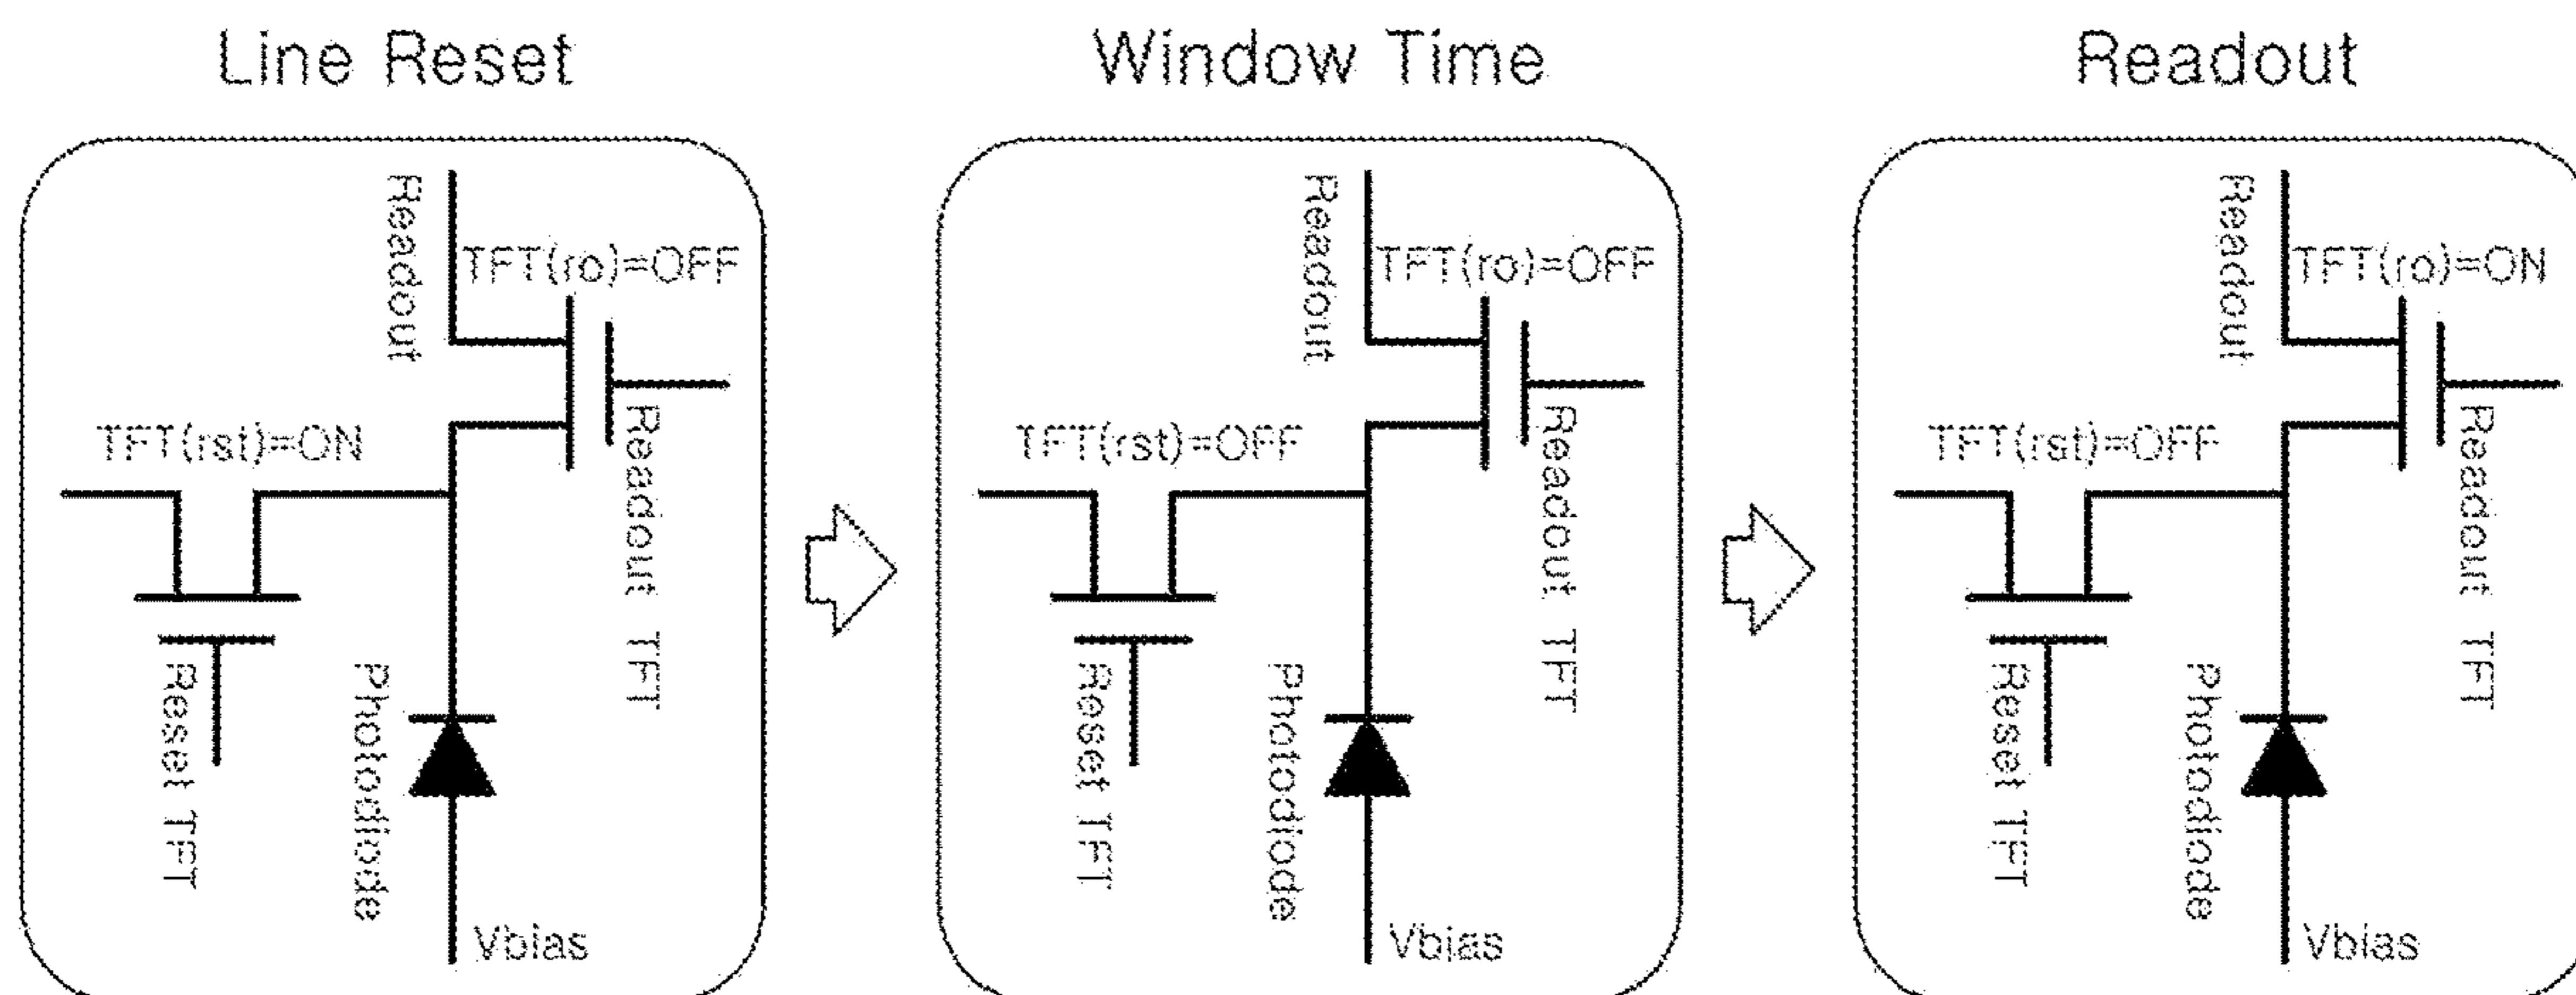 Line Reset
Window Time
Readout
Readout
TFT(ro)=OFF
TFT(rst)=ON
Readout TFT
Reset TFT
Photodiode
Vbias
Readout
TFT(ro)=OFF
TFT(rst)=OFF
Readout TFT
Reset TFT
Photodiode
Vbias
Readout
TFT(ro)=ON
TFT(rst)=OFF
Readout TFT
Reset TFT
Photodiode
Vbias